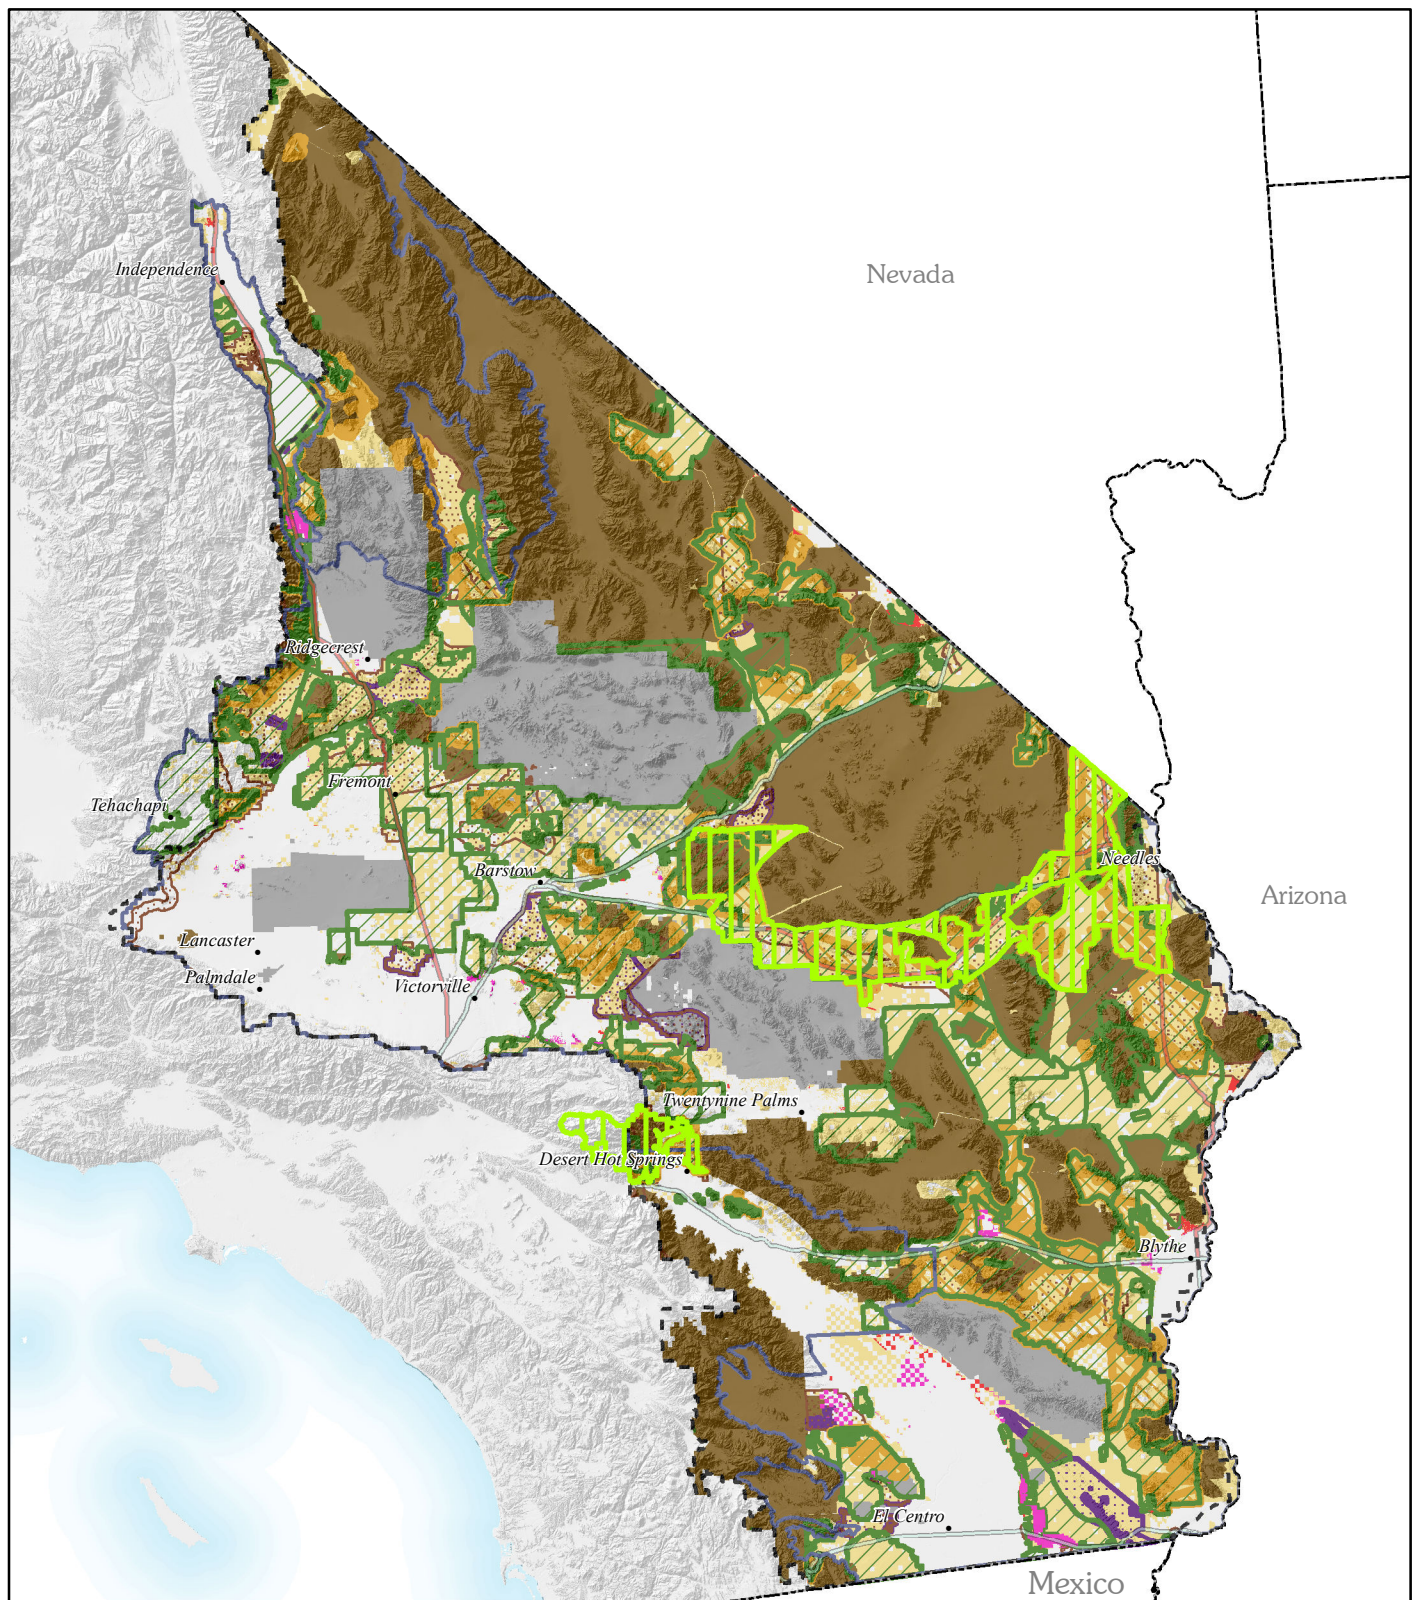 Nevada
Independence
Ridgecrest
Fremont
Tehachapi
Needles
Barstow
Arizona
Lancaster
Palmdale
Victorville
Twentynine Palms
Desert Hot Springs
Blythe
El Centro
Mexico